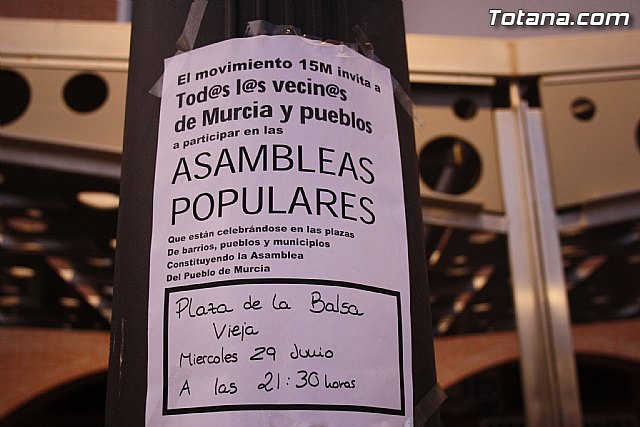 Totana.com
El movimiento 15M invita a
Tod@s l@s vecin@s
de Murcia y pueblos
a participar en las
ASAMBLEAS
POPULARES
Que están celebrándose en las plazas
De barrios, pueblos y municipios
Constituyendo la Asamblea
Del Pueblo de Murcia
Plaza de la Balsa
Vieja
Miercoles 29 Junio
A las 21:30 horas